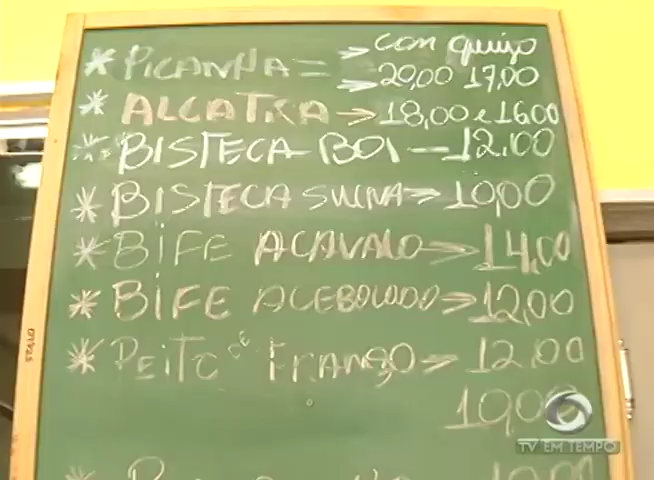 con queijo
* PICANHA = → 20,00 17,00
* ALCATRA → 18,00 e 16,00
* BISTECA BOI — 12,00
* BISTECA SUINA → 10,00
* BIFE ACAVALO → 14,00
* BIFE ACEBOLADO → 12,00
* PEITO DE FRANGO → 12,00
10,00
TV EM TEMPO